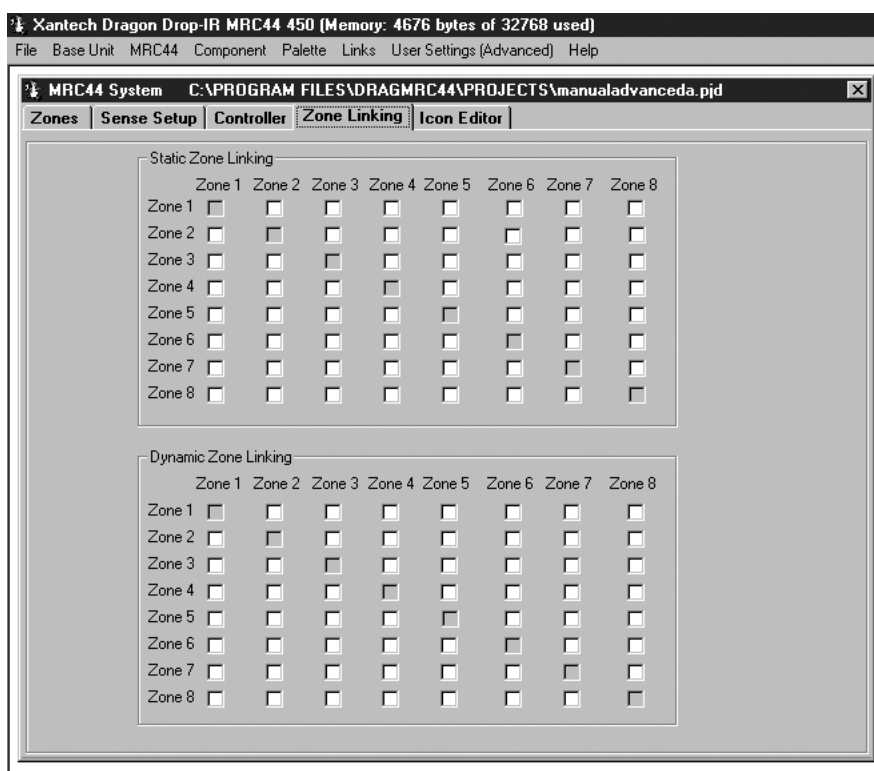 Xantech Dragon Drop-IR MRC44 450 (Memory: 4676 bytes of 32768 used)
File Base Unit MRC44 Component Palette Links User Settings (Advanced) Help
MRC44 System C:\PROGRAM FILES\DRAGMRC44\PROJECTS\manualadvanceda.pjd
Zones Sense Setup Controller Zone Linking Icon Editor
Static Zone Linking
Zone 1 Zone 2 Zone 3 Zone 4 Zone 5 Zone 6 Zone 7 Zone 8
Zone 1
Zone 2
Zone 3
Zone 4
Zone 5
Zone 6
Zone 7
Zone 8
Dynamic Zone Linking
Zone 1 Zone 2 Zone 3 Zone 4 Zone 5 Zone 6 Zone 7 Zone 8
Zone 1
Zone 2
Zone 3
Zone 4
Zone 5
Zone 6
Zone 7
Zone 8